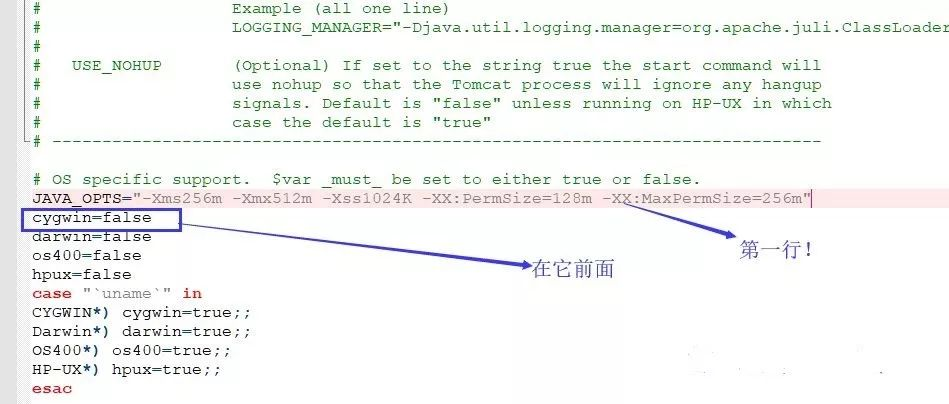 # Example (all one line)
# LOGGING_MANAGER="-Djava.util.logging.manager=org.apache.juli.ClassLoader
#
# USE_NOHUP (Optional) If set to the string true the start command will
# use nohup so that the Tomcat process will ignore any hangup
# signals. Default is "false" unless running on HP-UX in which
# case the default is "true"
# -----------------------------------------------------------------------------
# OS specific support. $var _must_ be set to either true or false.
JAVA_OPTS="-Xms256m -Xmx512m -Xss1024K -XX:PermSize=128m -XX:MaxPermSize=256m"
cygwin=false
darwin=false
第一行！
os400=false
在它前面
hpux=false
case "`uname`" in
CYGWIN*) cygwin=true;;
Darwin*) darwin=true;;
OS400*) os400=true;;
HP-UX*) hpux=true;;
esac